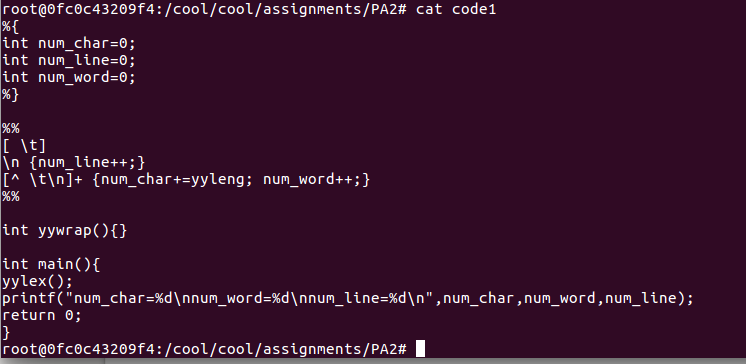 root@0fc0c43209f4:/cool/cool/assignments/PA2# cat code1
%{
int num_char=0;
int num_line=0;
int num_word=0;
%}
%%
[ \t]
\n {num_line++;}
[^ \t\n]+ {num_char+=yyleng; num_word++;}
%%
int yywrap(){}
int main(){
yylex();
printf("num_char=%d\nnum_word=%d\nnum_line=%d\n",num_char,num_word,num_line);
return 0;
}
root@0fc0c43209f4:/cool/cool/assignments/PA2#